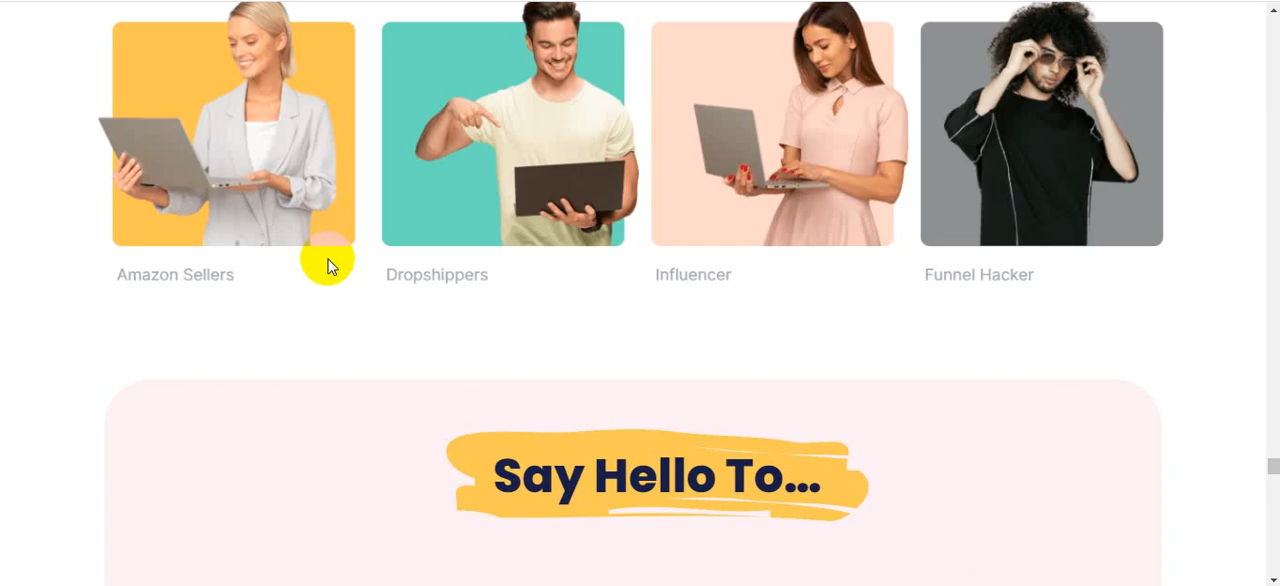 Amazon Sellers
Dropshippers
Influencer
Funnel Hacker
Say Hello To...